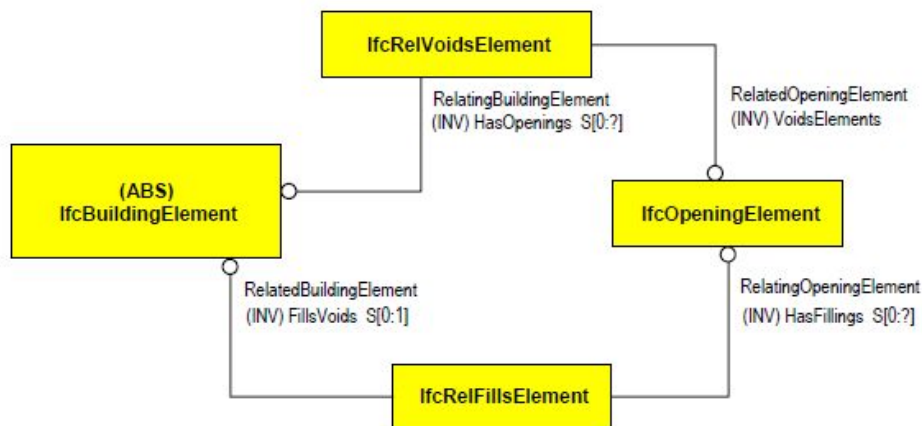 IfcRelVoidsElement
RelatingBuildingElement
(INV) HasOpenings S[0:?]
RelatedOpeningElement
(INV) VoidsElements
(ABS)
IfcBuildingElement
IfcOpeningElement
RelatedBuildingElement
(INV) FillsVoids S[0:1]
RelatingOpeningElement
(INV) HasFillings S[0:?]
IfcRelFillsElement